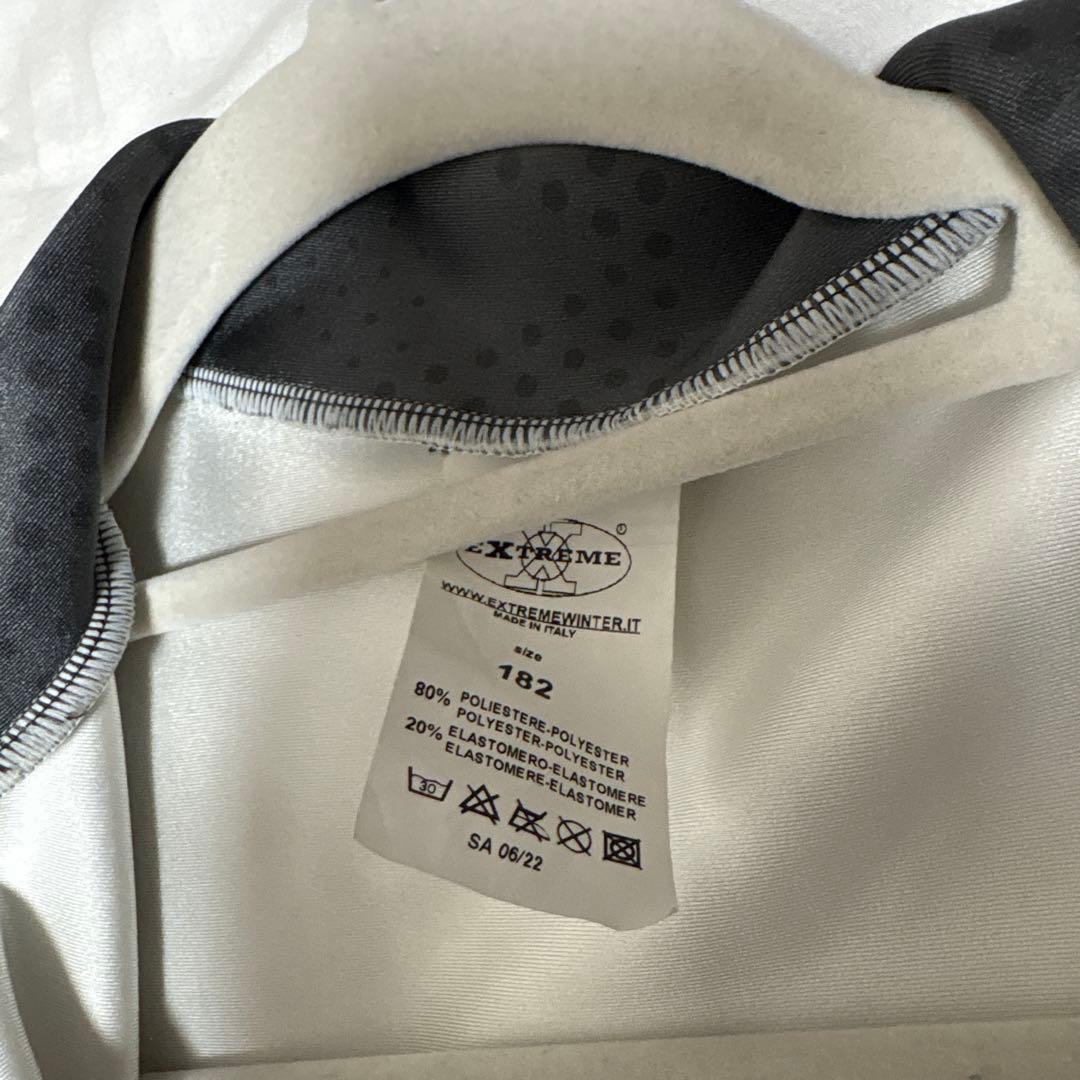 EXTREME
WWW.EXTREMEWINTER.IT
MADE IN ITALY
size
182
80% POLIESTERE-POLYESTER
POLYESTER-POLYESTER
20% ELASTOMERO-ELASTOMERE
ELASTOMERE-ELASTOMER
30
SA 06/22